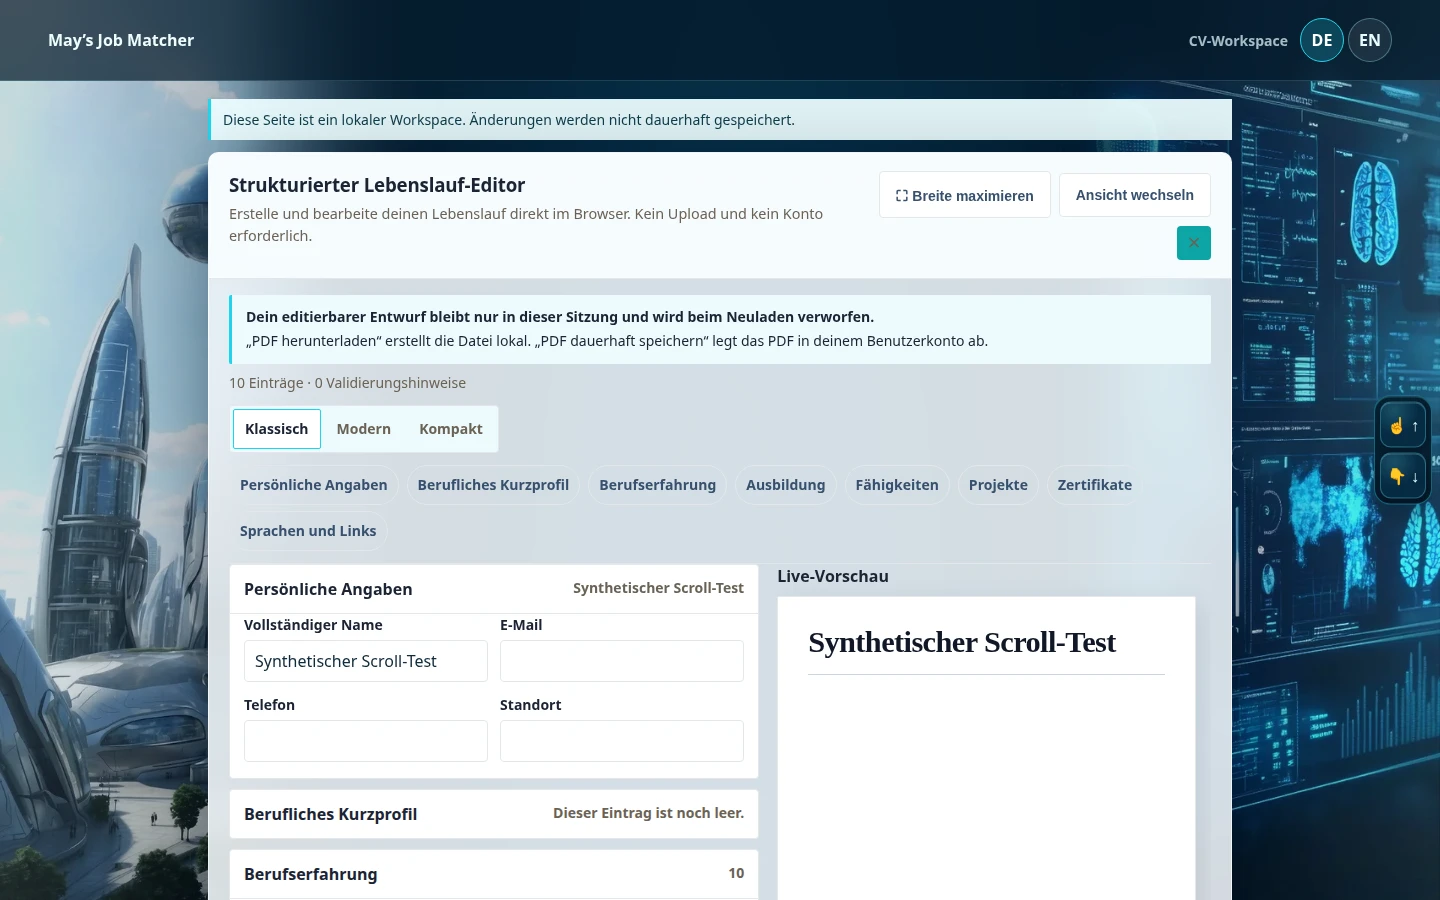 May’s Job Matcher
CV-Workspace DE EN
Diese Seite ist ein lokaler Workspace. Änderungen werden nicht dauerhaft gespeichert.
Strukturierter Lebenslauf-Editor
Erstelle und bearbeite deinen Lebenslauf direkt im Browser. Kein Upload und kein Konto
erforderlich.
Breite maximieren
Ansicht wechseln
×
Dein editierbarer Entwurf bleibt nur in dieser Sitzung und wird beim Neuladen verworfen.
„PDF herunterladen“ erstellt die Datei lokal. „PDF dauerhaft speichern“ legt das PDF in deinem Benutzerkonto ab.
10 Einträge · 0 Validierungshinweise
Klassisch Modern Kompakt
Persönliche Angaben Berufliches Kurzprofil Berufserfahrung Ausbildung Fähigkeiten Projekte Zertifikate
Sprachen und Links
Persönliche Angaben Synthetischer Scroll-Test
Vollständiger Name E-Mail
Synthetischer Scroll-Test
Telefon Standort
Berufliches Kurzprofil Dieser Eintrag ist noch leer.
Berufserfahrung 10
Live-Vorschau
Synthetischer Scroll-Test
☝ ↑
👇 ↓